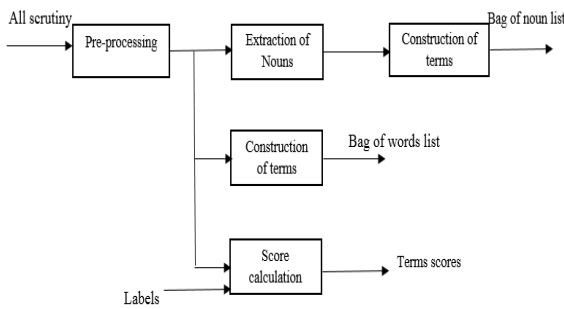 All scrutiny
Pre-processing
Extraction of
Nouns
Construction of
terms
Bag of noun list
Construction
of terms
Bag of words list
Score
calculation
Terms scores
Labels